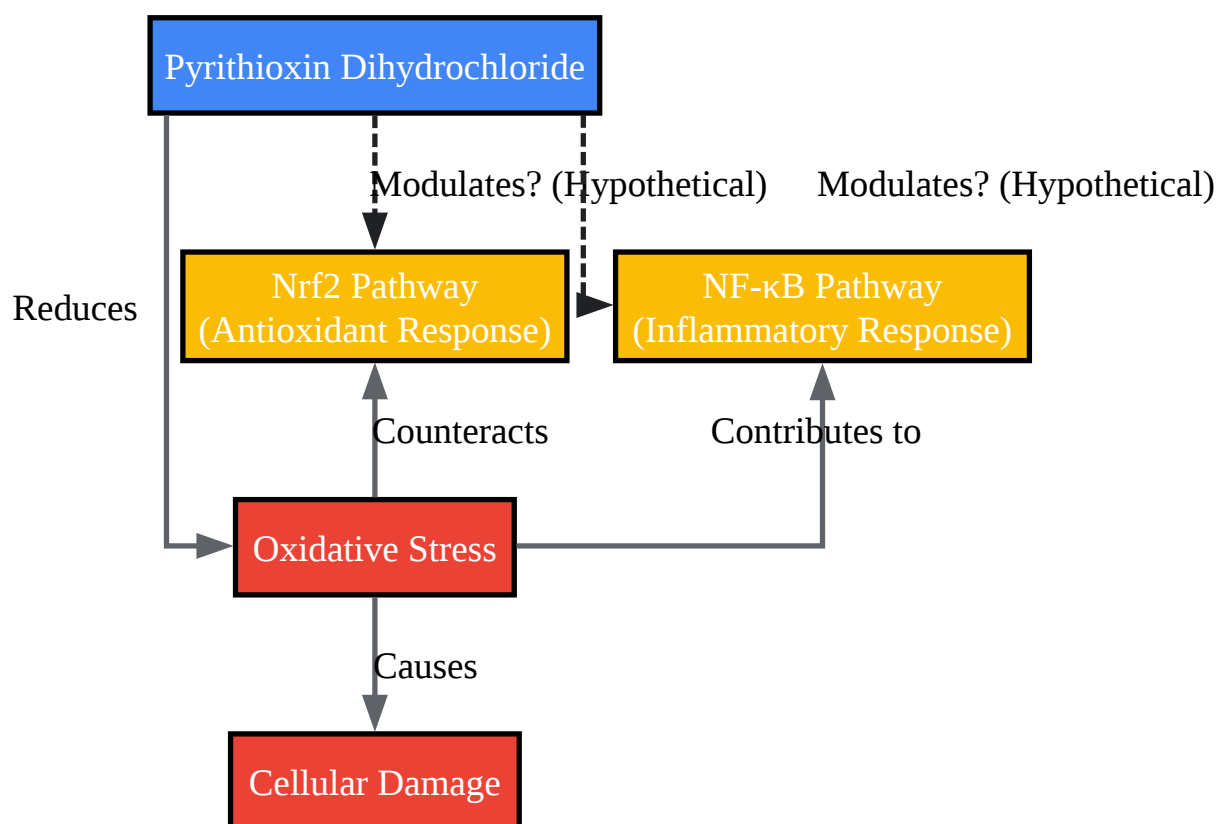 Pyrithioxin Dihydrochloride
Modulates? (Hypothetical)
Modulates? (Hypothetical)
Reduces
Nrf2 Pathway
(Antioxidant Response)
NF-κB Pathway
(Inflammatory Response)
Counteracts
Contributes to
Oxidative Stress
Causes
Cellular Damage